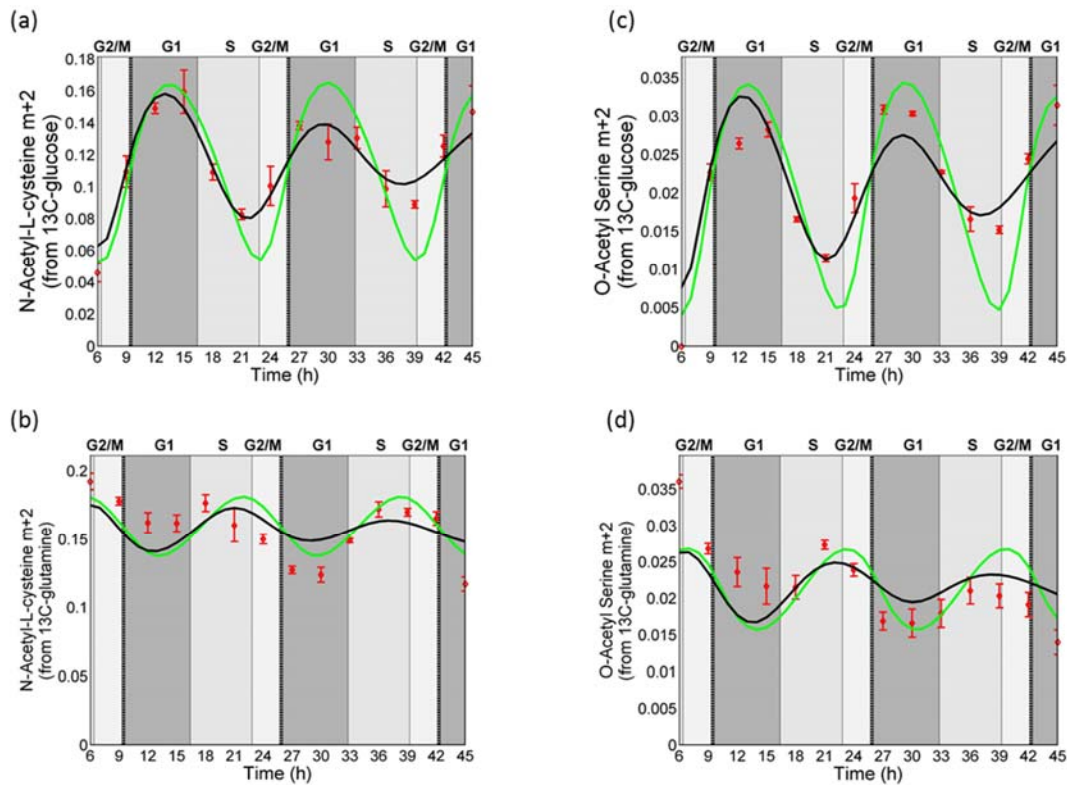 (a)
G2/M G1 S G2/M G1 S G2/M G1
N-Acetyl-L-cysteine m+2
(from 13C-glucose)
0.18
0.16
0.14
0.12
0.1
0.08
0.06
0.04
0.02
0
6 9 12 15 18 21 24 27 30 33 36 39 42 45
Time (h)
(c)
G2/M G1 S G2/M G1 S G2/M G1
O-Acetyl Serine m+2
(from 13C-glucose)
0.035
0.03
0.025
0.02
0.015
0.01
0.005
0
6 9 12 15 18 21 24 27 30 33 36 39 42 45
Time (h)
(b)
G2/M G1 S G2/M G1 S G2/M G1
N-Acetyl-L-cysteine m+2
(from 13C-glutamine)
0.2
0.15
0.1
0.05
0
6 9 12 15 18 21 24 27 30 33 36 39 42 45
Time (h)
(d)
G2/M G1 S G2/M G1 S G2/M G1
O-Acetyl Serine m+2
(from 13C-glutamine)
0.035
0.03
0.025
0.02
0.015
0.01
0.005
0
6 9 12 15 18 21 24 27 30 33 36 39 42 45
Time (h)